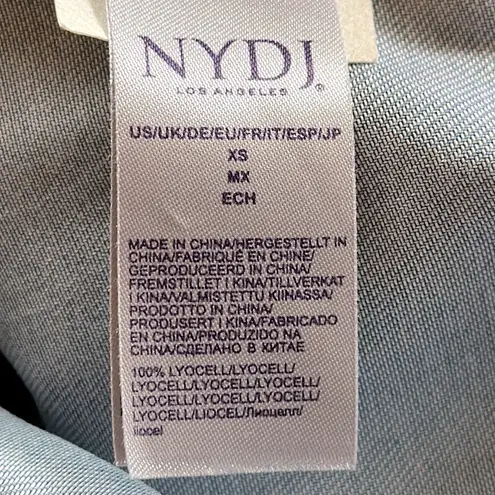 NYDJ®
LOS ANGELES
US/UK/DE/EU/FR/IT/ESP/JP
XS
MX
ECH
MADE IN CHINA/HERGESTELLT IN
CHINA/FABRIQUÉ EN CHINE/
GEPRODUCEERD IN CHINA/
FREMSTILLET I KINA/TILLVERKAT
I KINA/VALMISTETTU KIINASSA/
PRODOTTO IN CHINA/
PRODUSERT I KINA/FABRICADO
EN CHINA/PRODUZIDO NA
CHINA/СДЕЛАНО В КИТАЕ
100% LYOCELL/LYOCELL/
LYOCELL/LYOCELL/LYOCELL/
LYOCELL/LYOCELL/LYOCELL/
LYOCELL/LIOCEL/Лиоцелл/
liocel